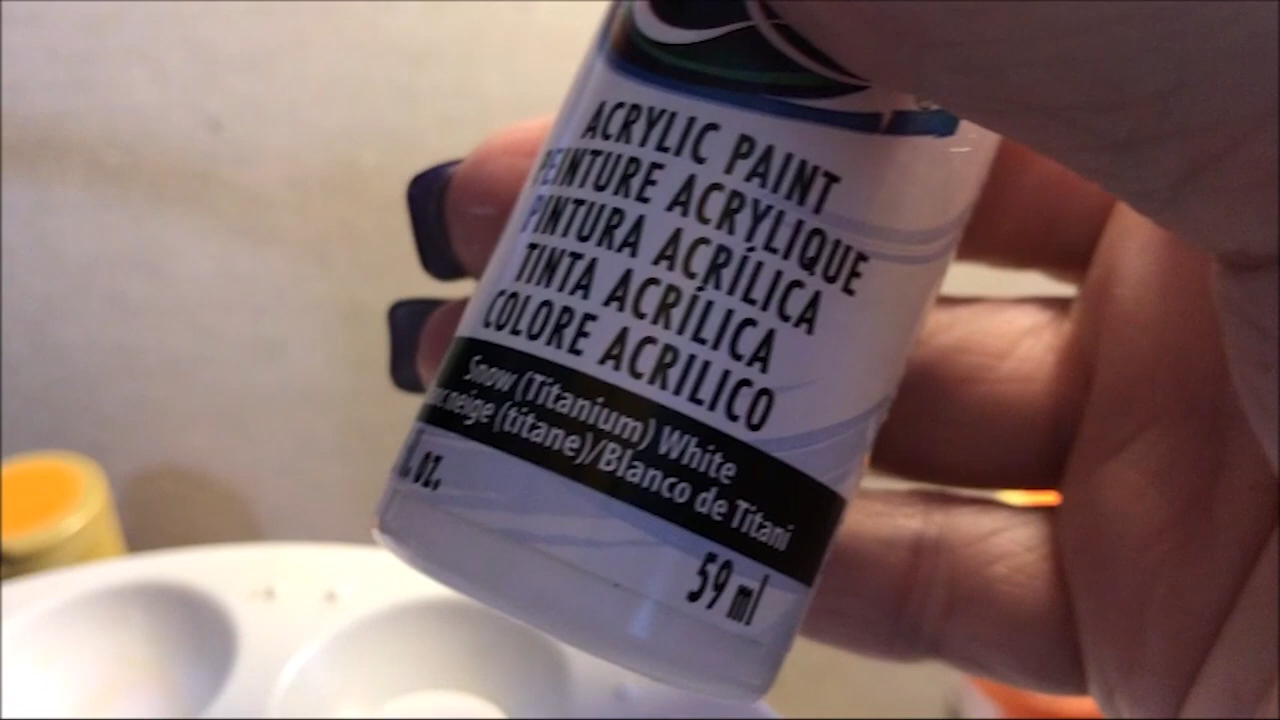 ACRYLIC PAINT
PEINTURE ACRYLIQUE
PINTURA ACRÍLICA
TINTA ACRÍLICA
COLORE ACRILICO
Snow (Titanium) White
neige (titane)/Blanco de Titani
oz.
59 ml